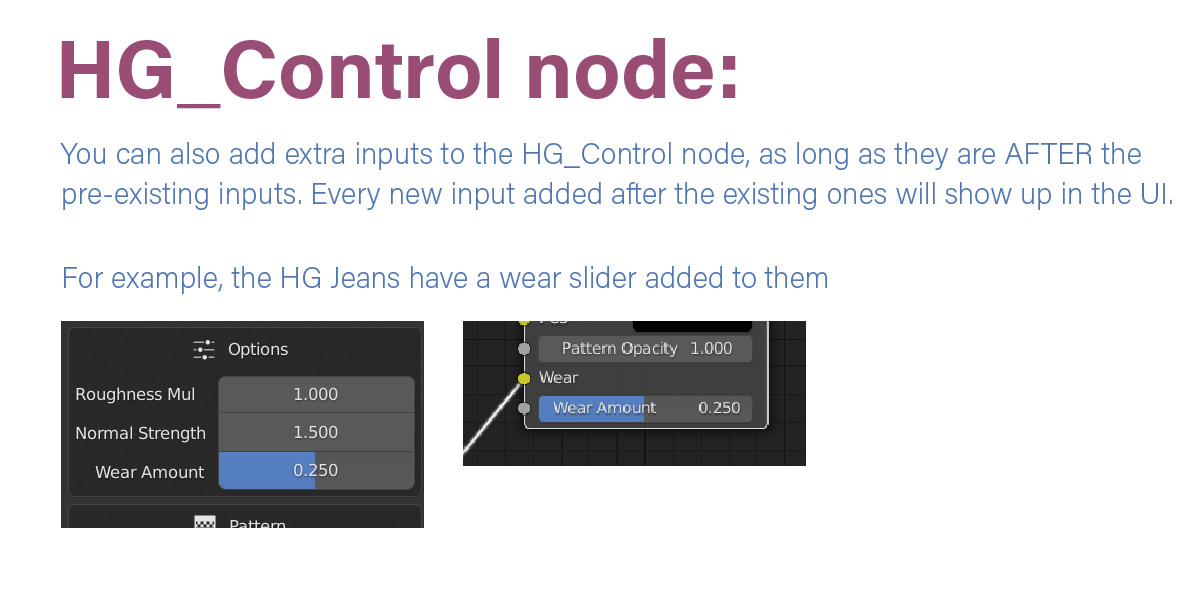 HG_Control node:
You can also add extra inputs to the HG_Control node, as long as they are AFTER the
pre-existing inputs. Every new input added after the existing ones will show up in the UI.
For example, the HG Jeans have a wear slider added to them
Options
Roughness Mul 1.000
Normal Strength 1.500
Wear Amount 0.250
Pattern
Pattern Opacity 1.000
Wear
Wear Amount 0.250